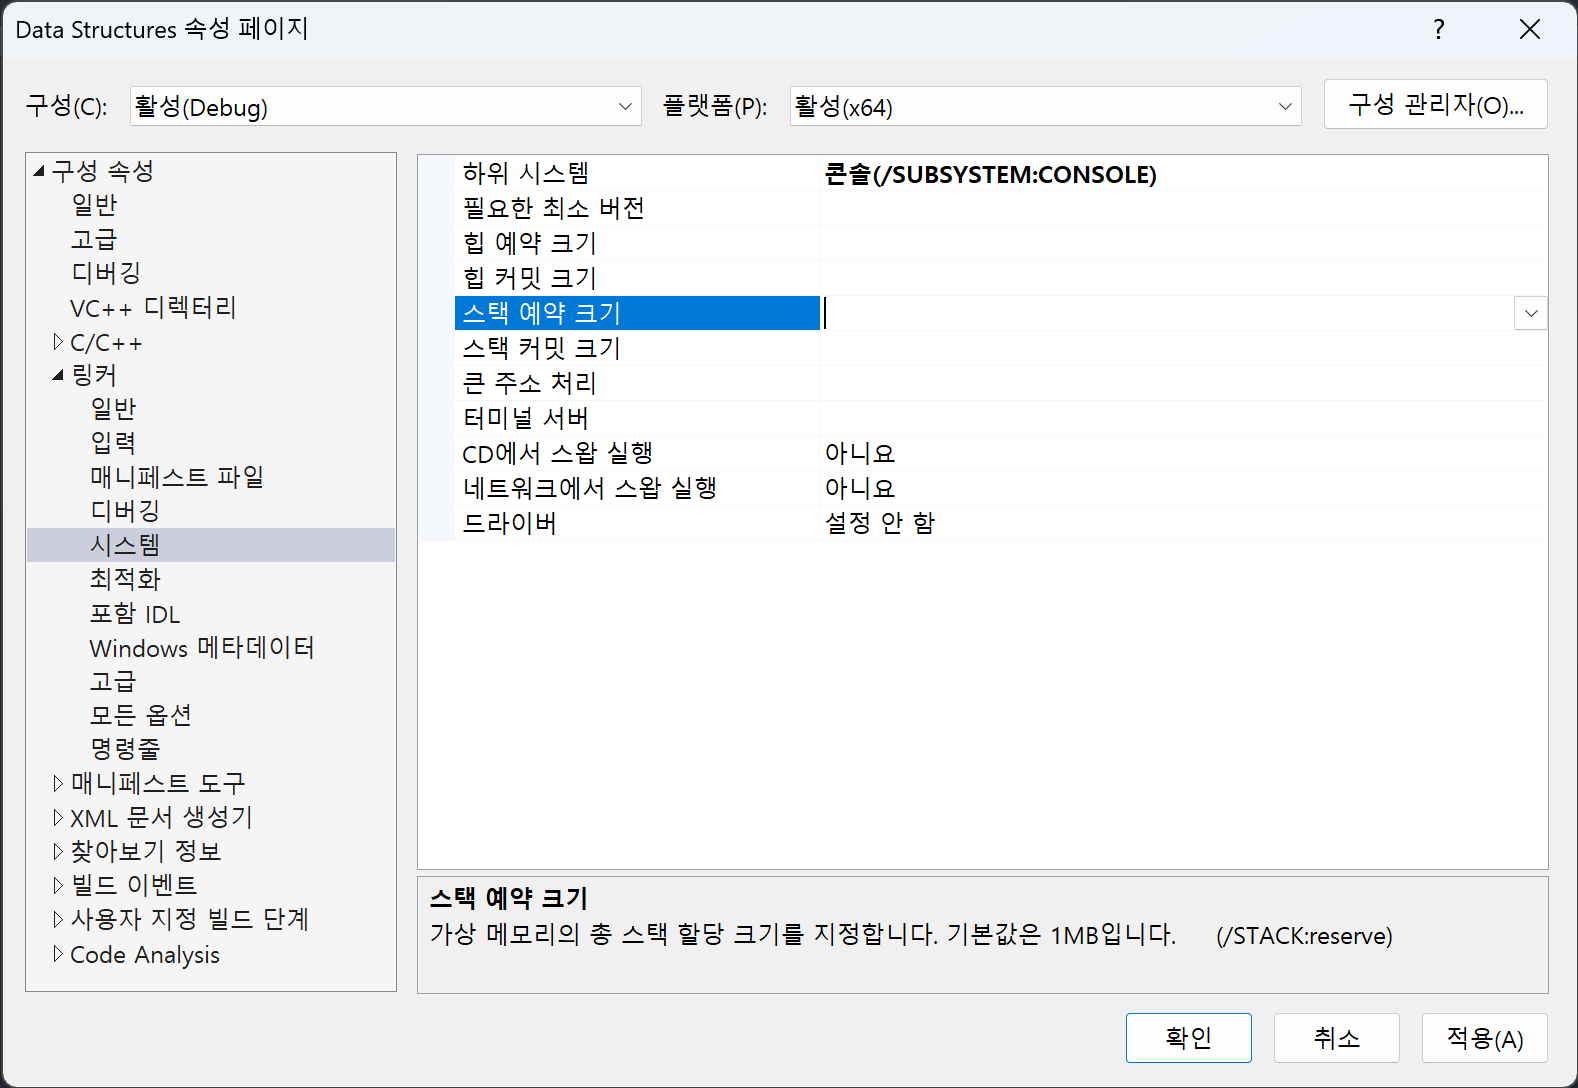 Data Structures 속성 페이지
?
구성(C): 활성(Debug) 플랫폼(P): 활성(x64) 구성 관리자(O)...
구성 속성
일반
고급
디버깅
VC++ 디렉터리
C/C++
링커
일반
입력
매니페스트 파일
디버깅
시스템
최적화
포함 IDL
Windows 메타데이터
고급
모든 옵션
명령줄
매니페스트 도구
XML 문서 생성기
찾아보기 정보
빌드 이벤트
사용자 지정 빌드 단계
Code Analysis
하위 시스템 콘솔(/SUBSYSTEM:CONSOLE)
필요한 최소 버전
힙 예약 크기
힙 커밋 크기
스택 예약 크기
스택 커밋 크기
큰 주소 처리
터미널 서버
CD에서 스왑 실행 아니요
네트워크에서 스왑 실행 아니요
드라이버 설정 안 함
스택 예약 크기
가상 메모리의 총 스택 할당 크기를 지정합니다. 기본값은 1MB입니다. (/STACK:reserve)
확인 취소 적용(A)